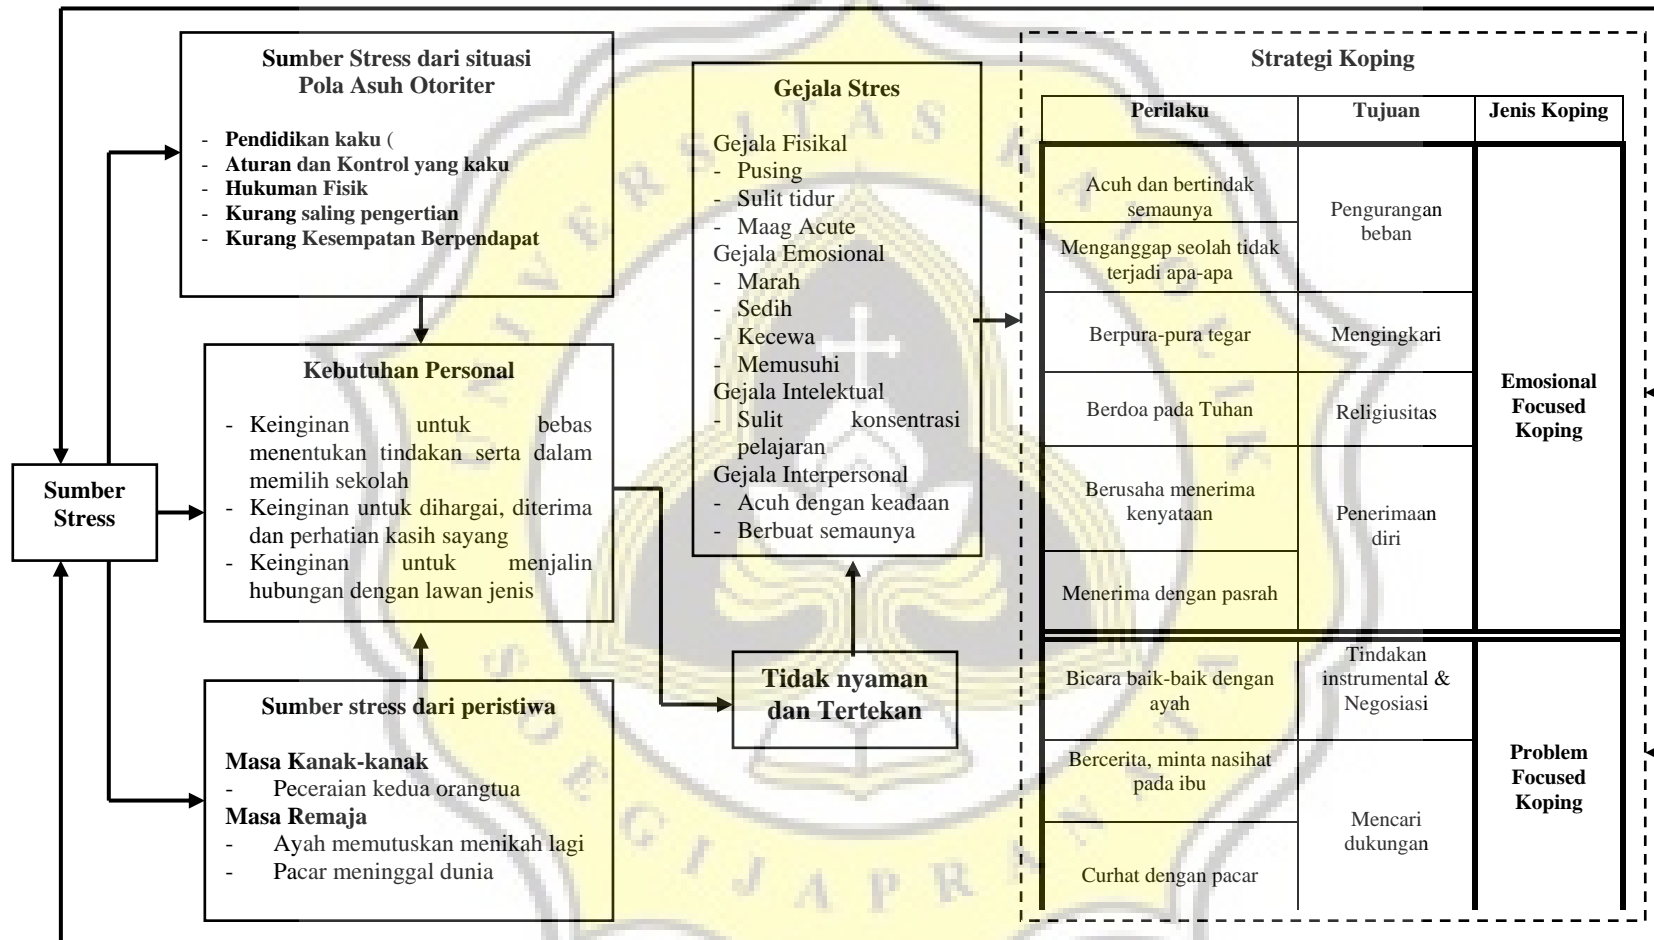 Sumber Stress dari situasi
Pola Asuh Otoriter
- Pendidikan kaku (
- Aturan dan Kontrol yang kaku
- Hukuman Fisik
- Kurang saling pengertian
- Kurang Kesempatan Berpendapat
Kebutuhan Personal
- Keinginan untuk bebas
menentukan tindakan serta dalam
memilih sekolah
- Keinginan untuk dihargai, diterima
dan perhatian kasih sayang
- Keinginan untuk menjalin
hubungan dengan lawan jenis
Sumber
Stress
Sumber stress dari peristiwa
Masa Kanak-kanak
- Peceraian kedua orangtua
Masa Remaja
- Ayah memutuskan menikah lagi
- Pacar meninggal dunia
Gejala Stres
Gejala Fisikal
- Pusing
- Sulit tidur
- Maag Acute
Gejala Emosional
- Marah
- Sedih
- Kecewa
- Memusuhi
Gejala Intelektual
- Sulit konsentrasi
pelajaran
Gejala Interpersonal
- Acuh dengan keadaan
- Berbuat semaunya
Tidak nyaman
dan Tertekan
Strategi Koping
Perilaku Tujuan Jenis Koping
Acuh dan bertindak
semaunya
Pengurangan
beban
Menganggap seolah tidak
terjadi apa-apa
Berpura-pura tegar
Mengingkari
Berdoa pada Tuhan
Religiusitas
Berusaha menerima
kenyataan
Penerimaan
diri
Menerima dengan pasrah
Emosional
Focused
Koping
Bicara baik-baik dengan
ayah
Tindakan
instrumental &
Negosiasi
Bercerita, minta nasihat
pada ibu
Mencari
dukungan
Curhat dengan pacar
Problem
Focused
Koping
UNIVERSITAS KATOLIK
SOEGIJAPRANATA